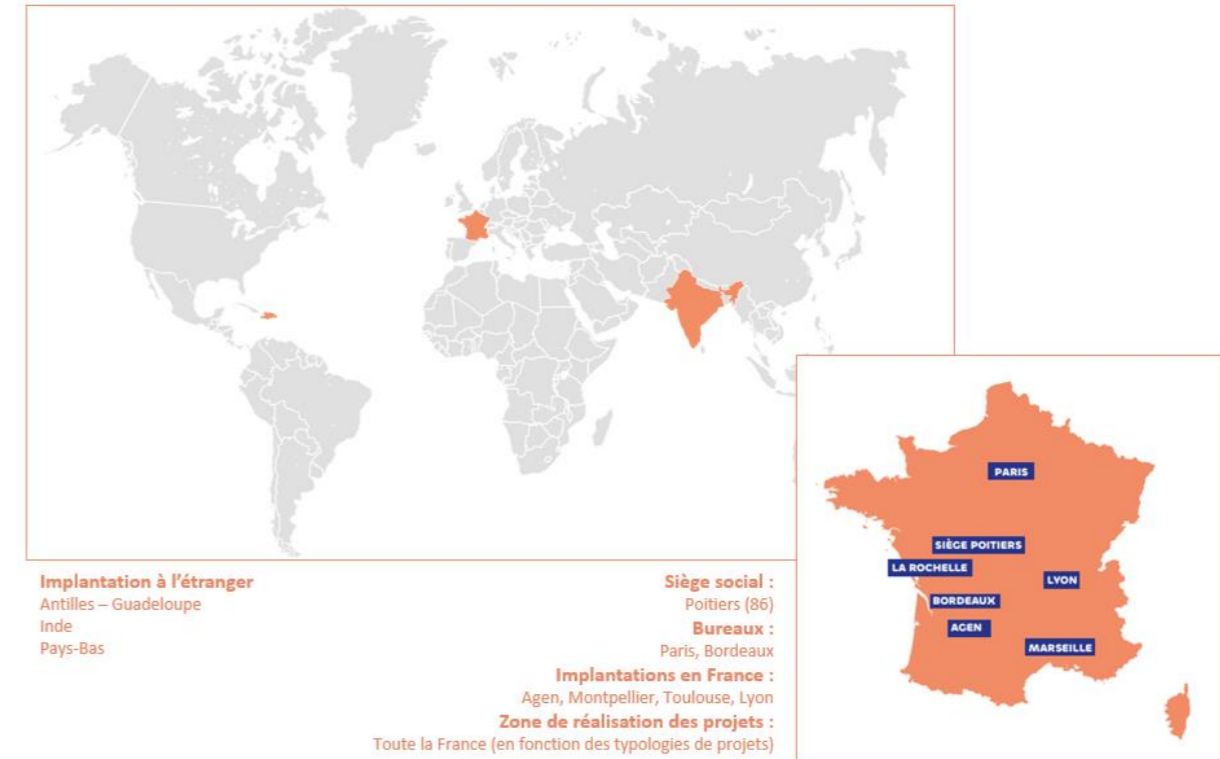 PARIS
SIÈGE POITIERS
LA ROCHELLE
LYON
BORDEAUX
AGEN
MARSEILLE
Implantation à l'étranger
Antilles – Guadeloupe
Inde
Pays-Bas
Siège social :
Poitiers (86)
Bureaux :
Paris, Bordeaux
Implantations en France :
Agen, Montpellier, Toulouse, Lyon
Zone de réalisation des projets :
Toute la France (en fonction des typologies de projets)